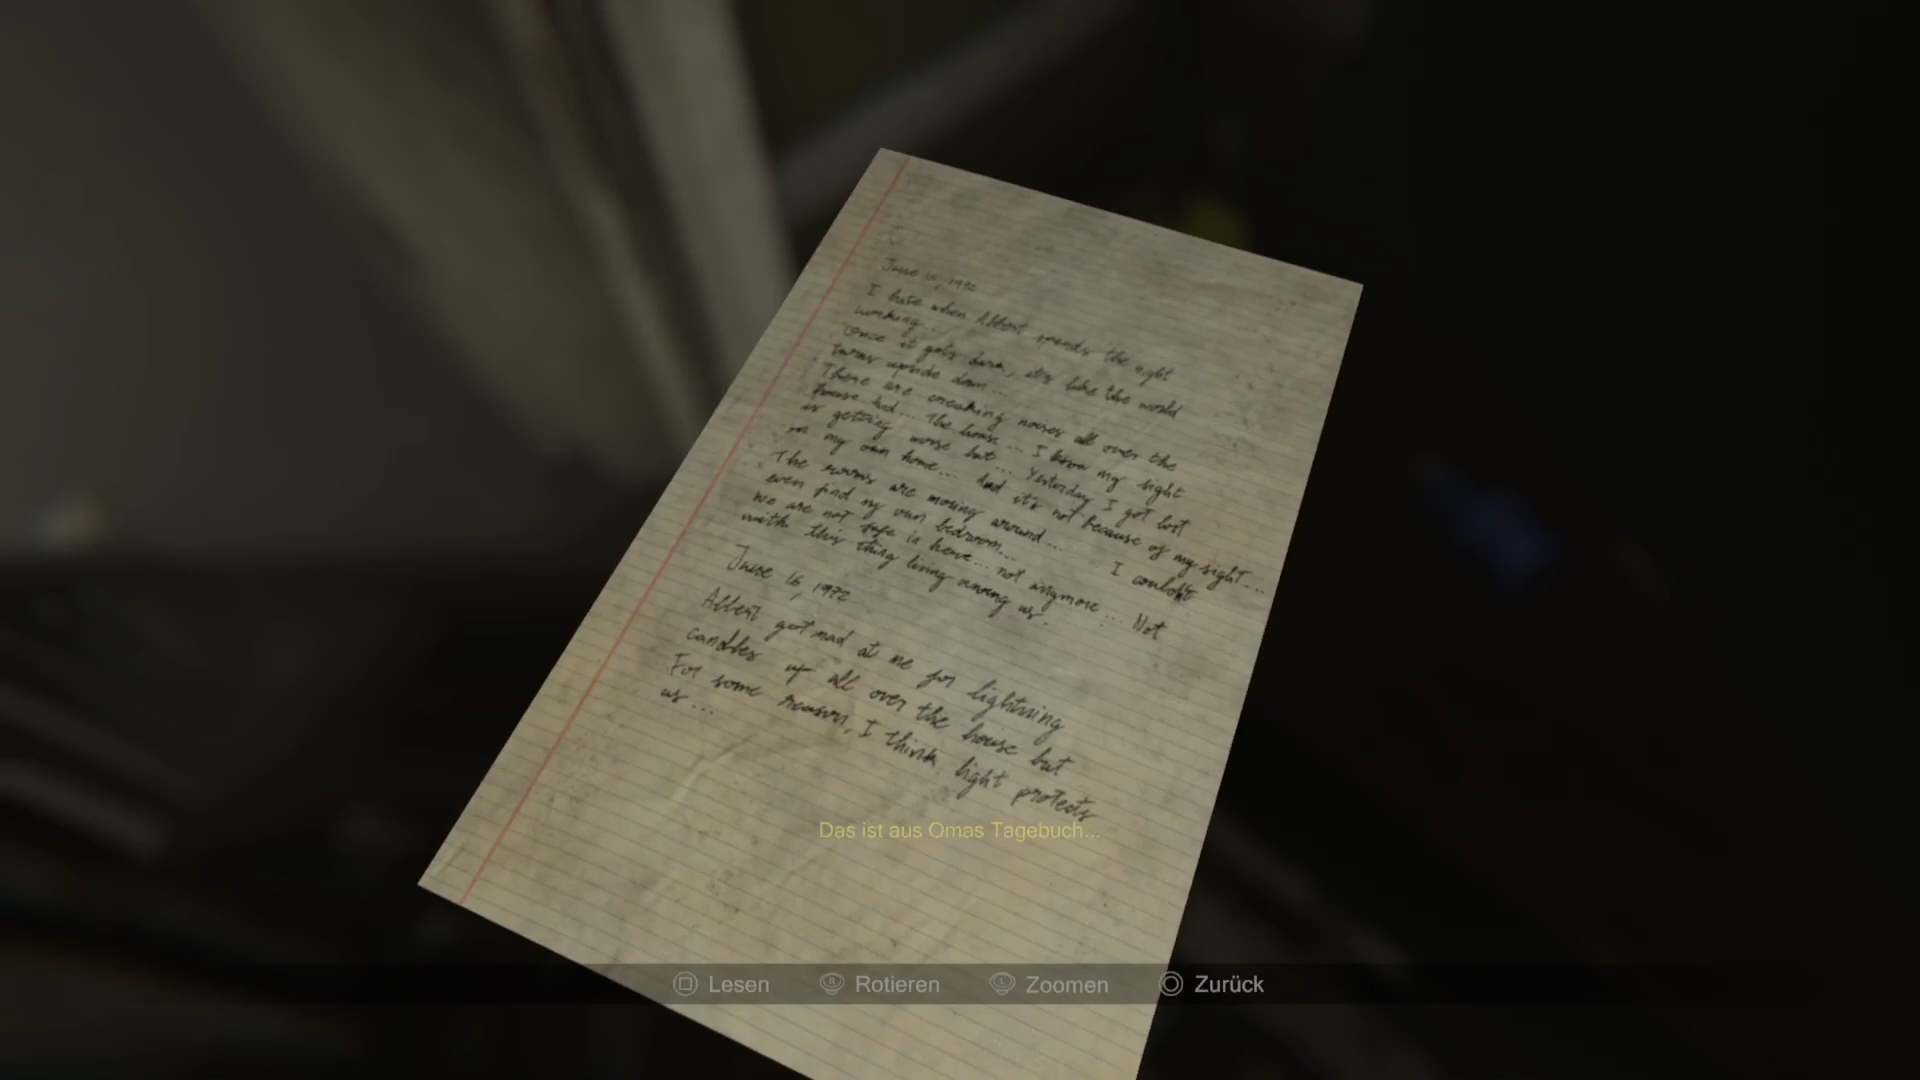 June 15, 1972
I hate when Albert spends the night
working...
Once it gets dark, it's like the world
turns upside down...
There are creaking noises all over the
house and... The house... I know my sight
is getting worse but... Yesterday I got lost
in my own home... And it's not because of my sight...
The rooms are moving around... I couldn't
even find my own bedroom...
We are not safe in here... not anymore... Not
with this thing living among us.
June 16, 1972
Albert got mad at me for lightning
candles up all over the house but
For some reason, I think light protects
us...
Das ist aus Omas Tagebuch...
Lesen Rotieren Zoomen Zurück